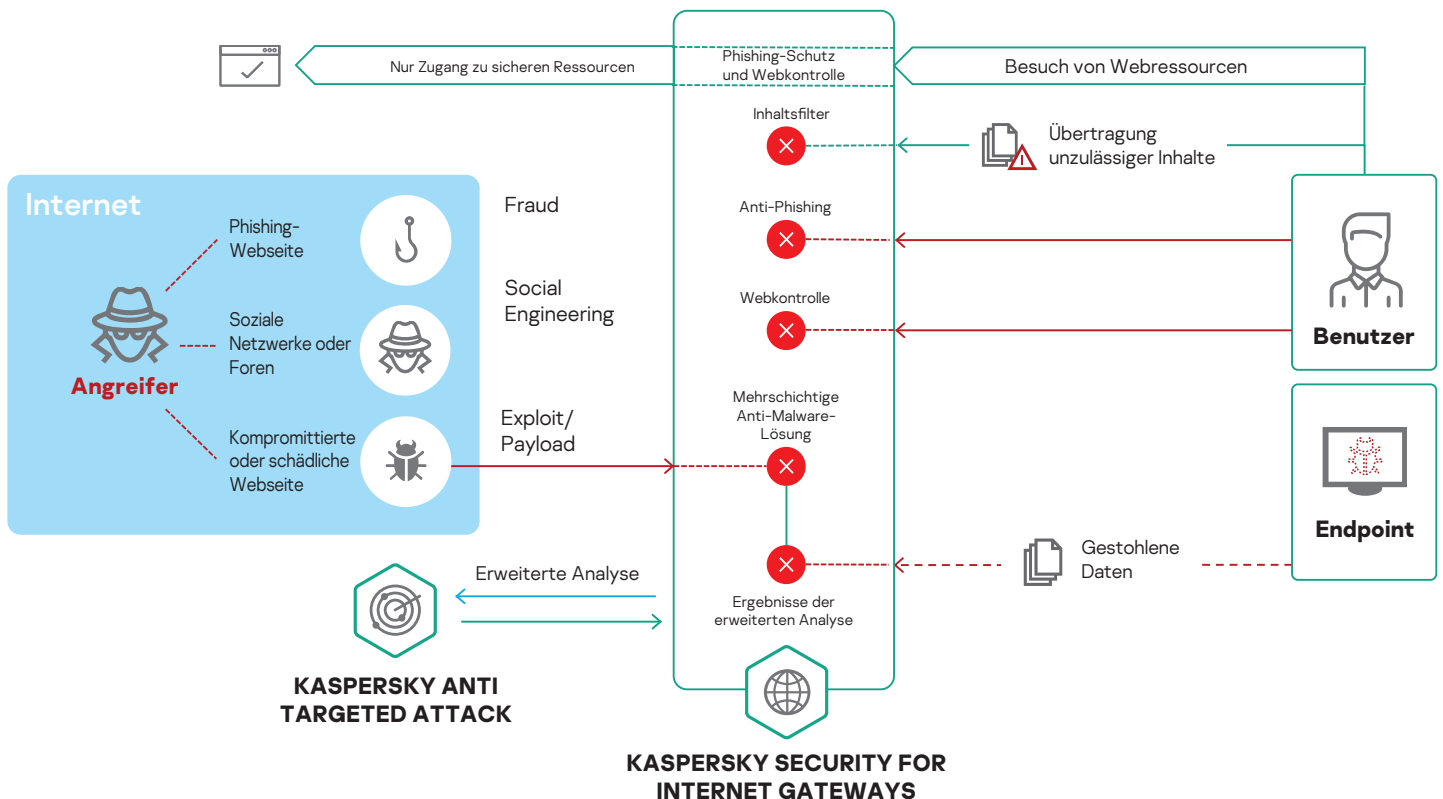 Nur Zugang zu sicheren Ressourcen
Phishing-Schutz
und Webkontrolle
Besuch von Webressourcen
Inhaltsfilter
Übertragung
unzulässiger Inhalte
Internet
Phishing-
Webseite
Fraud
Anti-Phishing
Soziale
Netzwerke oder
Foren
Social
Engineering
Webkontrolle
Benutzer
Angreifer
Kompromittierte
oder schädliche
Webseite
Exploit/
Payload
Mehrschichtige
Anti-Malware-
Lösung
Endpoint
Gestohlene
Daten
Erweiterte Analyse
Ergebnisse der
erweiterten Analyse
KASPERSKY ANTI
TARGETED ATTACK
KASPERSKY SECURITY FOR
INTERNET GATEWAYS